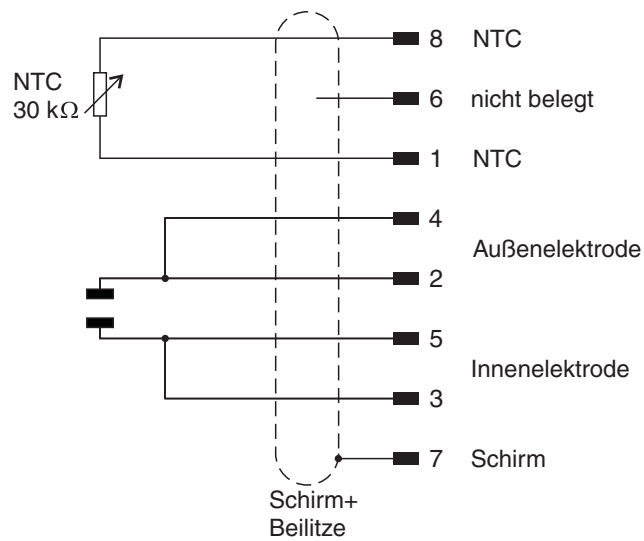 8 NTC
NTC
30 kΩ
6 nicht belegt
1 NTC
4
Außenelektrode
2
5
Innenelektrode
3
7 Schirm
Schirm+
Beilitze